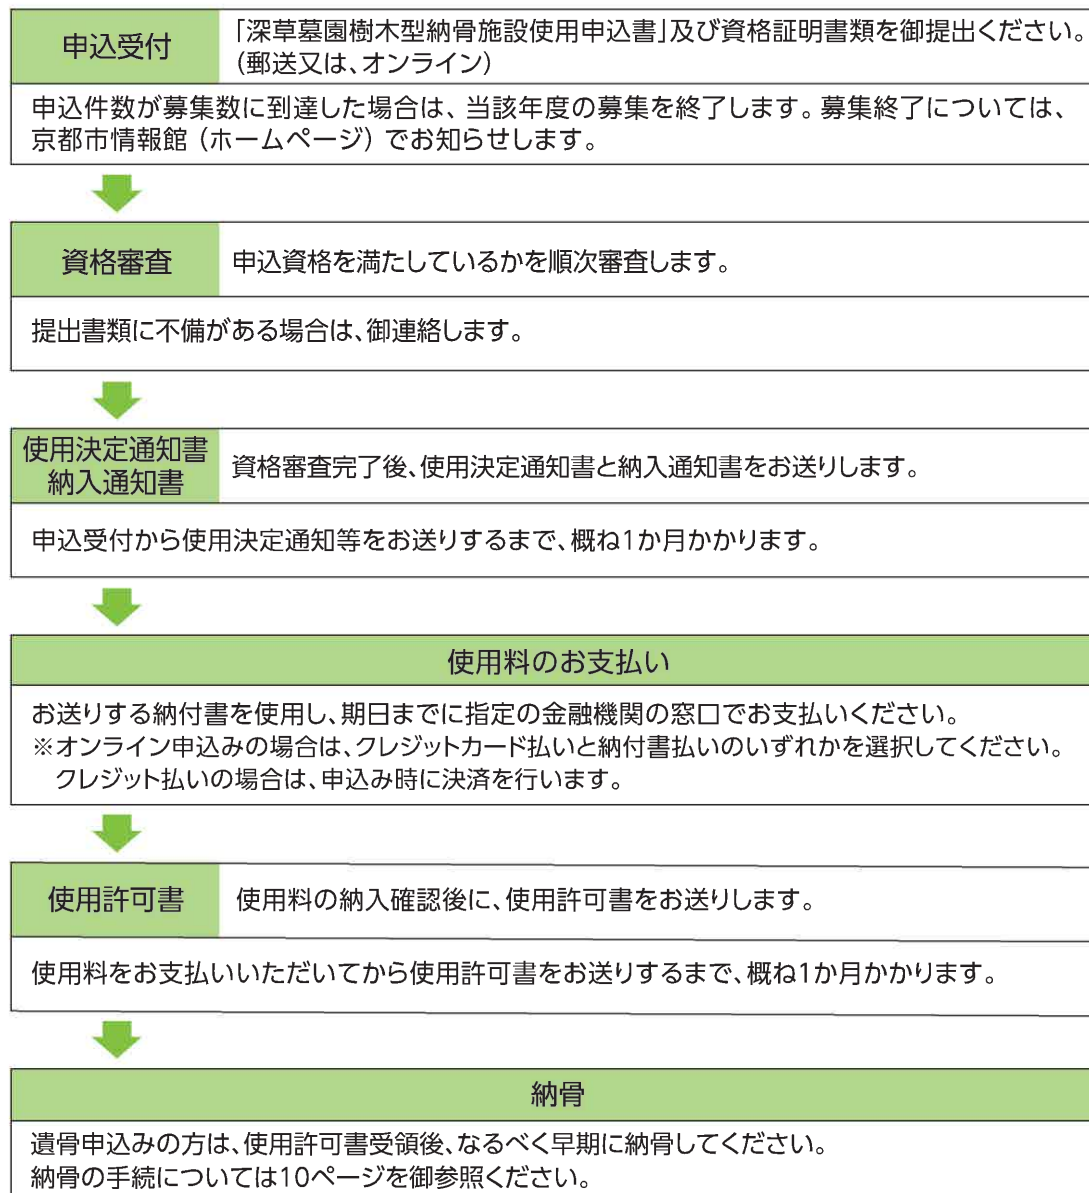 申込受付
「深草墓園樹木型納骨施設使用申込書」及び資格証明書類を御提出ください。
（郵送又は、オンライン）
申込件数が募集数に到達した場合は、当該年度の募集を終了します。募集終了については、
京都市情報館（ホームページ）でお知らせします。
資格審査
申込資格を満たしているかを順次審査します。
提出書類に不備がある場合は、御連絡します。
使用決定通知書
納入通知書
資格審査完了後、使用決定通知書と納入通知書をお送りします。
申込受付から使用決定通知等をお送りするまで、概ね1か月かかります。
使用料のお支払い
お送りする納付書を使用し、期日までに指定の金融機関の窓口でお支払いください。
※オンライン申込みの場合は、クレジットカード払いと納付書払いのいずれかを選択してください。
クレジット払いの場合は、申込み時に決済を行います。
使用許可書
使用料の納入確認後に、使用許可書をお送りします。
使用料をお支払いいただいてから使用許可書をお送りするまで、概ね1か月かかります。
納骨
遺骨申込みの方は、使用許可書受領後、なるべく早期に納骨してください。
納骨の手続については10ページを御参照ください。